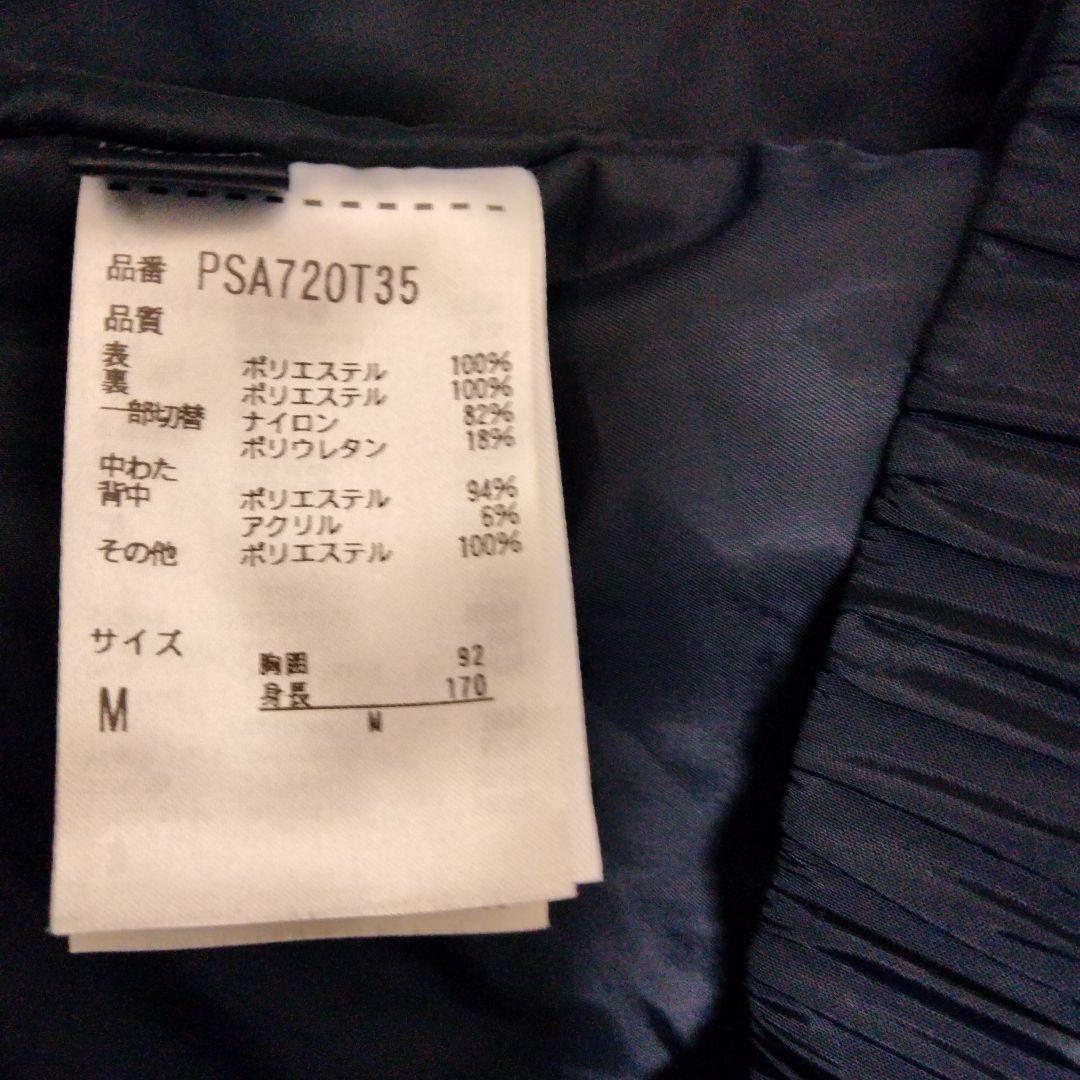 品番 PSA720T35
品質
表 ポリエステル 100%
裏 ポリエステル 100%
一部切替 ナイロン 82%
ポリウレタン 18%
中わた
背中 ポリエステル 94%
アクリル 6%
その他 ポリエステル 100%
サイズ
胸囲 92
身長 170
M
M